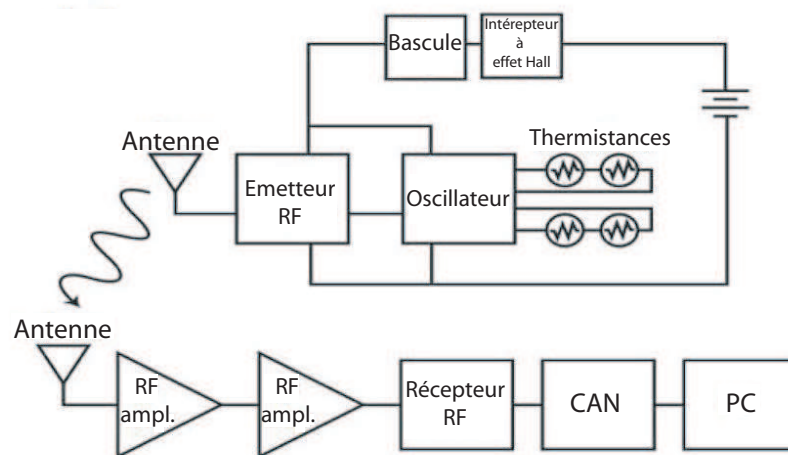 Bascule
Intérepteur
à
effet Hall
Antenne
Thermistances
Emetteur
RF
Oscillateur
Antenne
RF
ampl.
RF
ampl.
Récepteur
RF
CAN
PC